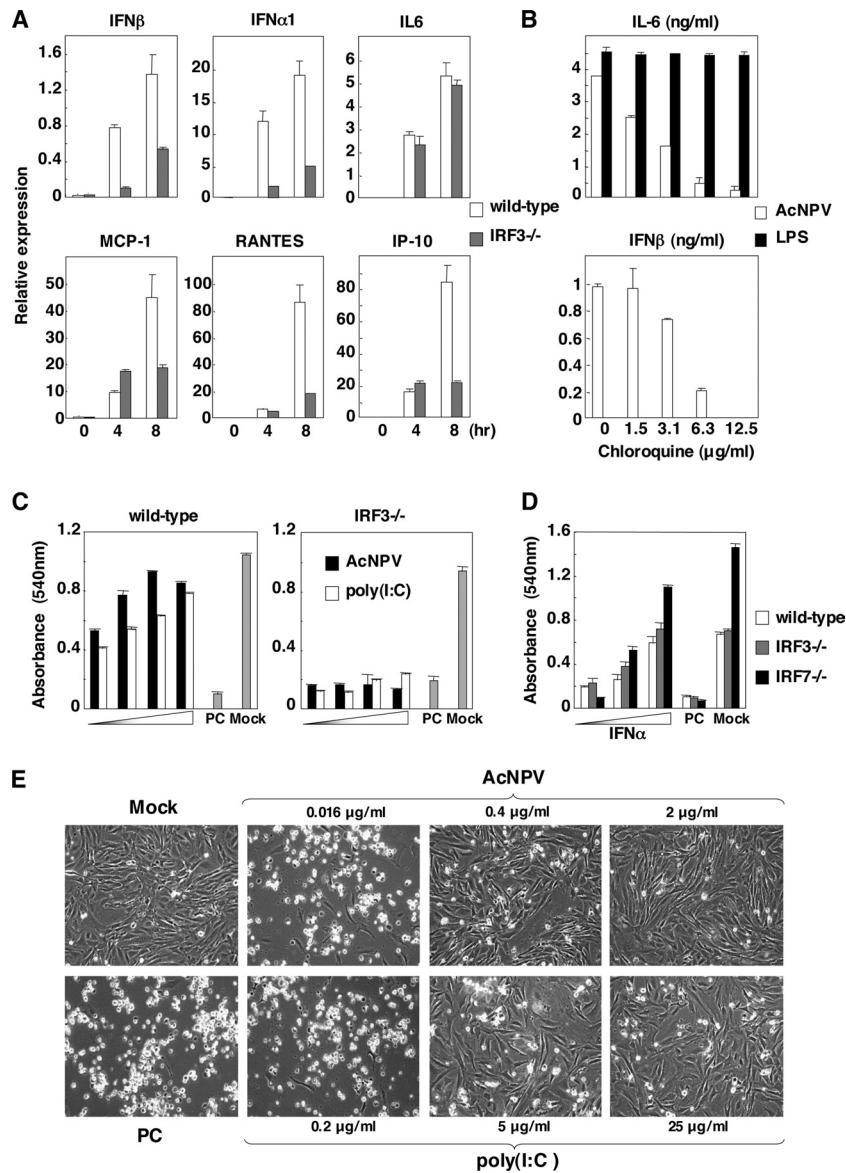 A
IFNβ
IFNα1
IL6
1.6
1.2
0.8
0.4
0
20
15
10
5
0
6
5
4
3
2
1
0
wild-type
IRF3-/-
Relative expression
MCP-1
RANTES
IP-10
50
40
30
20
10
0
100
80
60
40
20
0
80
60
40
20
0
0 4 8
0 4 8
0 4 8 (hr)
B
IL-6 (ng/ml)
4
3
2
1
0
AcNPV
LPS
IFNβ (ng/ml)
1
0.8
0.6
0.4
0.2
0
0 1.5 3.1 6.3 12.5
Chloroquine (μg/ml)
C
wild-type
IRF3-/-
Absorbance (540nm)
1.2
0.8
0.4
0
1.2
0.8
0.4
0
AcNPV
poly(I:C)
PC Mock
PC Mock
D
Absorbance (540nm)
1.6
1.2
0.8
0.4
0
wild-type
IRF3-/-
IRF7-/-
IFNα
PC
Mock
E
AcNPV
Mock
0.016 μg/ml
0.4 μg/ml
2 μg/ml
PC
0.2 μg/ml
5 μg/ml
25 μg/ml
poly(I:C )